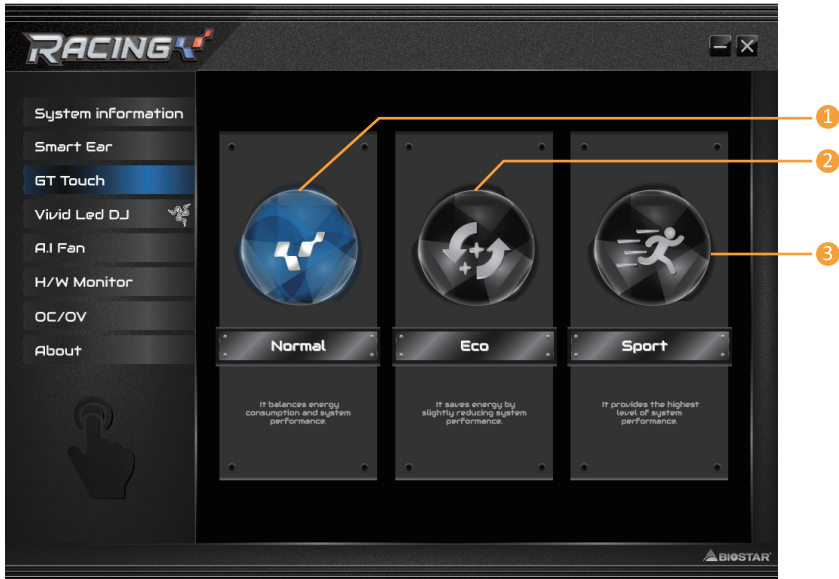 RACING
System information
Smart Ear
GT Touch
Vivid Led DJ
A.I Fan
H/W Monitor
OC/OV
About
1
2
3
Normal
It balances energy
consumption and system
performance.
Eco
It saves energy by
slightly reducing system
performance.
Sport
It provides the highest
level of system
performance.
BIOSTAR